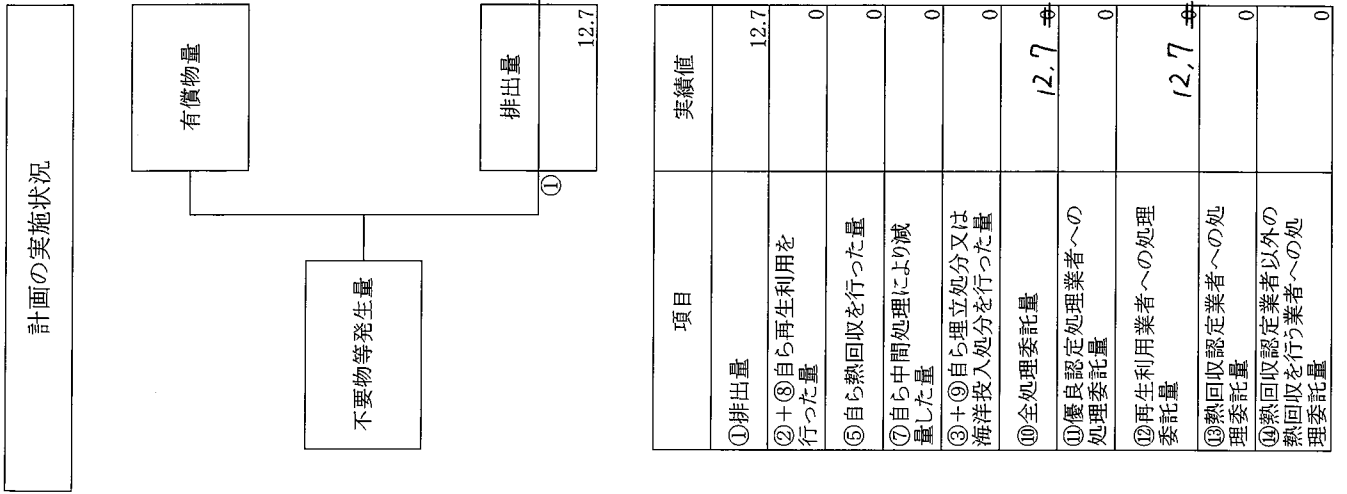 計画の実施状況
有償物量
不要物等発生量
排出量
①
12.7
項目
実績値
①排出量
12.7
②+⑧自ら再生利用を
行った量
0
⑤自ら熱回収を行った量
0
⑦自ら中間処理により減
量した量
0
③+⑨自ら埋立処分又は
海洋投入処分を行った量
0
⑩全処理委託量
12.7 0
⑪優良認定処理業者への
処理委託量
0
⑫再生利用業者への処理
委託量
12.7 0
⑬熱回収認定業者への処
理委託量
0
⑭熱回収認定業者以外の
熱回収を行う業者への処
理委託量
0